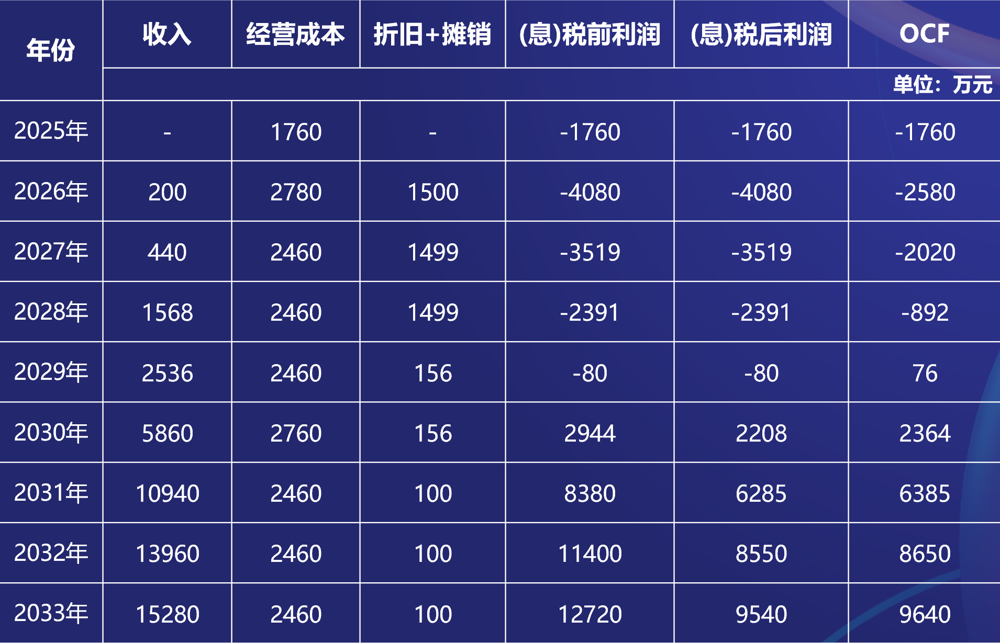 年份 收入 经营成本 折旧+摊销 (息)税前利润 (息)税后利润 OCF
单位：万元
2025年 - 1760 - -1760 -1760 -1760
2026年 200 2780 1500 -4080 -4080 -2580
2027年 440 2460 1499 -3519 -3519 -2020
2028年 1568 2460 1499 -2391 -2391 -892
2029年 2536 2460 156 -80 -80 76
2030年 5860 2760 156 2944 2208 2364
2031年 10940 2460 100 8380 6285 6385
2032年 13960 2460 100 11400 8550 8650
2033年 15280 2460 100 12720 9540 9640